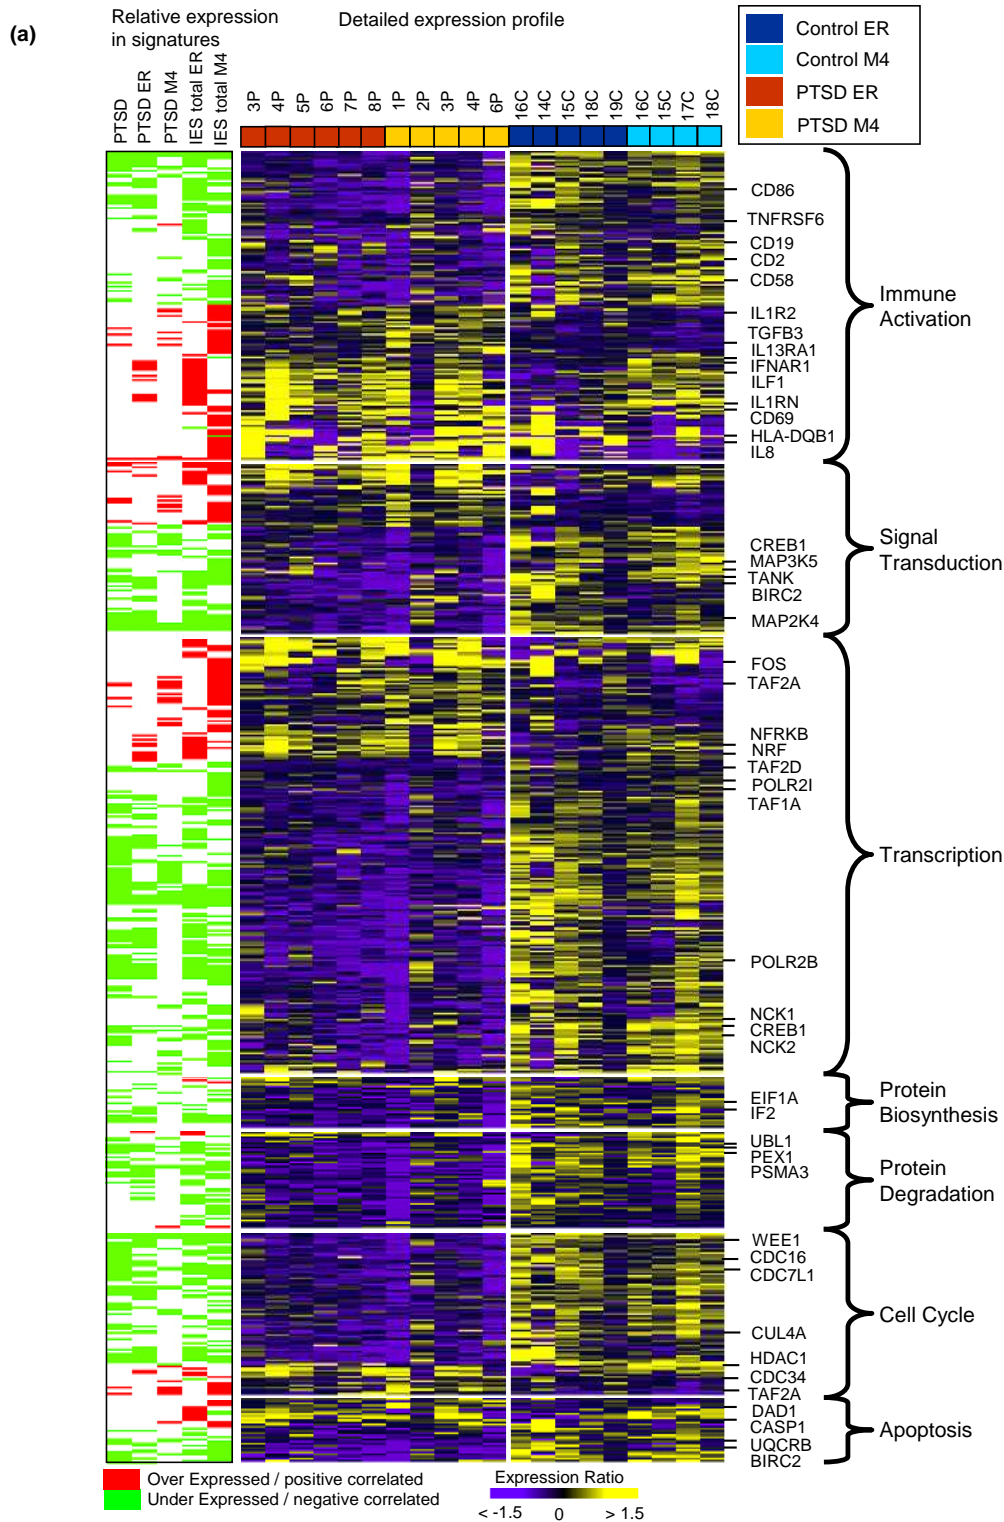 (a)
Relative expression
in signatures
Detailed expression profile
Control ER
Control M4
PTSD ER
PTSD M4
PTSD
PTSD ER
PTSD M4
IES total ER
IES total M4
3P
4P
5P
6P
7P
8P
1P
2P
3P
4P
6P
16C
14C
15C
18C
19C
16C
15C
17C
18C
CD86
TNFRSF6
CD19
CD2
CD58
IL1R2
TGFB3
IL13RA1
IFNAR1
ILF1
IL1RN
CD69
HLA-DQB1
IL8
Immune
Activation
CREB1
MAP3K5
TANK
BIRC2
MAP2K4
Signal
Transduction
FOS
TAF2A
NFRKB
NRF
TAF2D
POLR2I
TAF1A
POLR2B
NCK1
CREB1
NCK2
Transcription
EIF1A
IF2
Protein
Biosynthesis
UBL1
PEX1
PSMA3
Protein
Degradation
WEE1
CDC16
CDC7L1
CUL4A
HDAC1
CDC34
TAF2A
Cell Cycle
DAD1
CASP1
UQCRB
BIRC2
Apoptosis
Over Expressed / positive correlated
Under Expressed / negative correlated
Expression Ratio
< -1.5 0 > 1.5